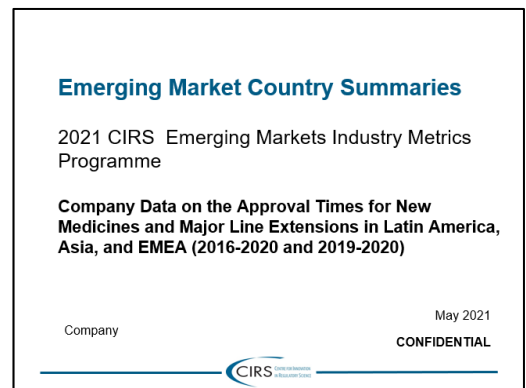 Emerging Market Country Summaries
2021 CIRS Emerging Markets Industry Metrics
Programme
Company Data on the Approval Times for New
Medicines and Major Line Extensions in Latin America,
Asia, and EMEA (2016-2020 and 2019-2020)
May 2021
Company
CONFIDENTIAL
CIRS